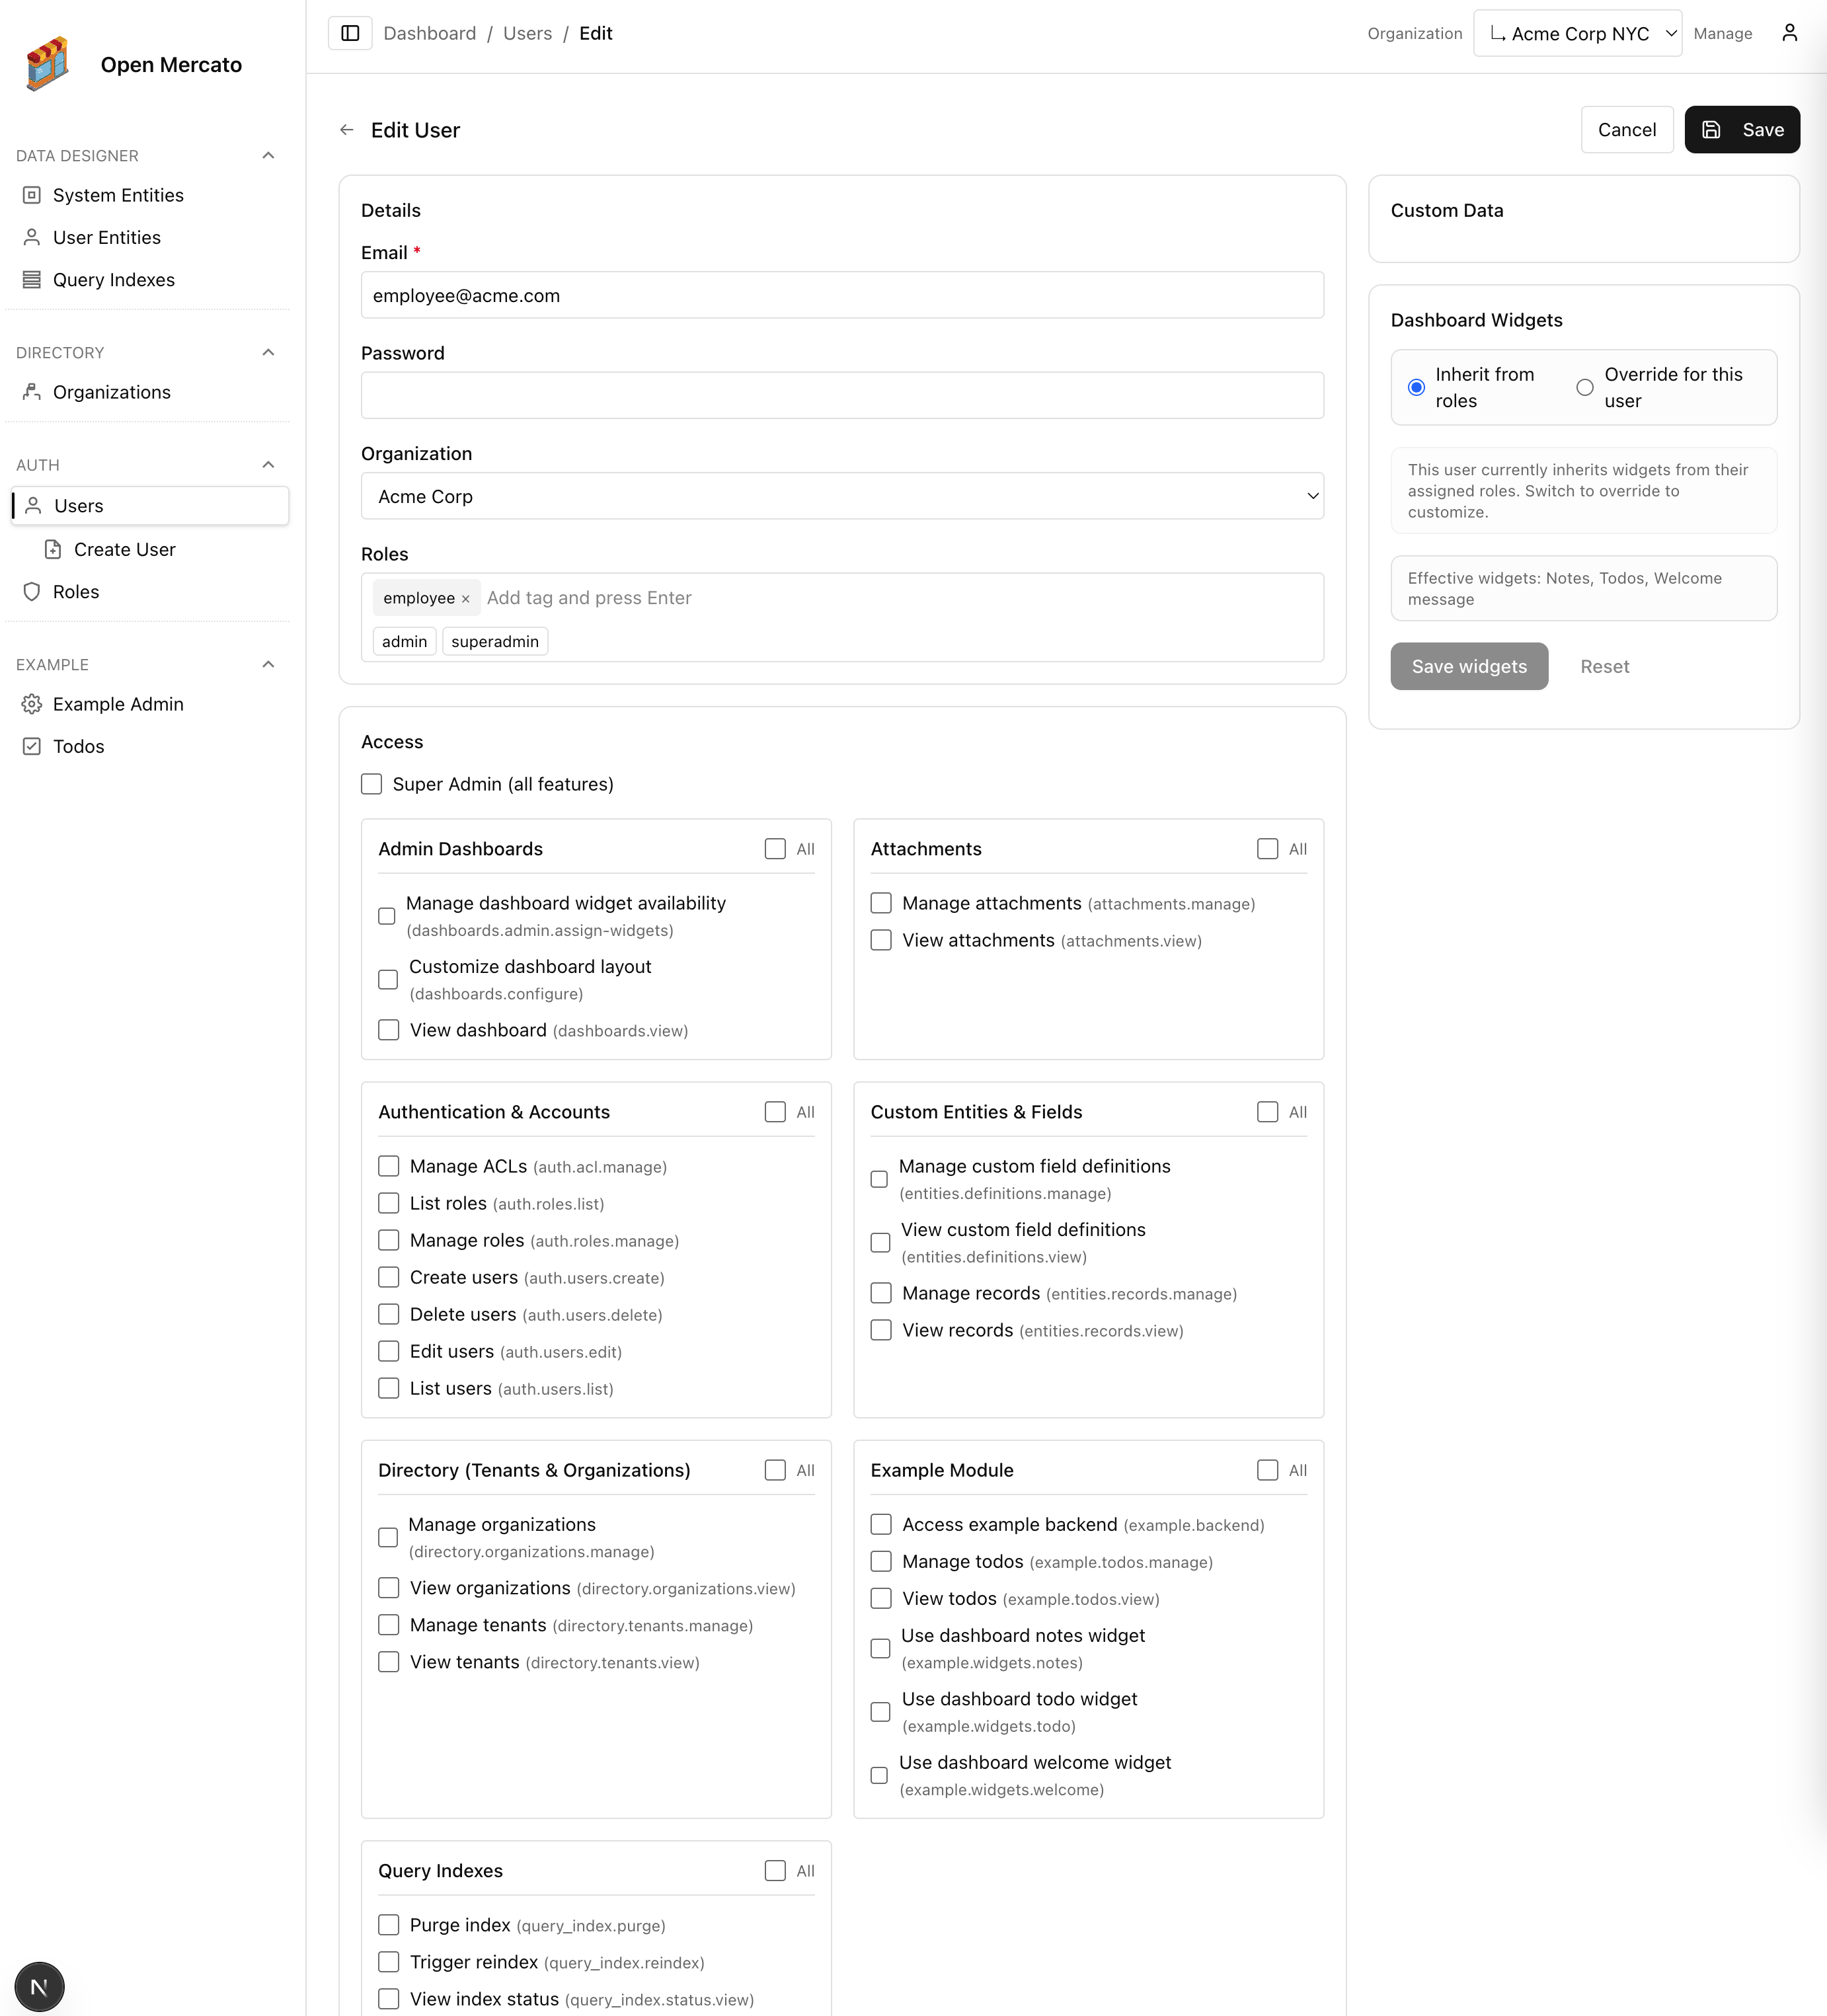 Open Mercato
DATA DESIGNER
System Entities
User Entities
Query Indexes
DIRECTORY
Organizations
AUTH
Users
Create User
Roles
EXAMPLE
Example Admin
Todos
N
Dashboard / Users / Edit
Organization Acme Corp NYC Manage
Edit User
Cancel Save
Details
Email *
employee@acme.com
Password
Organization
Acme Corp
Roles
employee × Add tag and press Enter
admin superadmin
Custom Data
Dashboard Widgets
Inherit from
roles
Override for this
user
This user currently inherits widgets from their
assigned roles. Switch to override to
customize.
Effective widgets: Notes, Todos, Welcome
message
Save widgets Reset
Access
Super Admin (all features)
Admin Dashboards All
Manage dashboard widget availability
(dashboards.admin.assign-widgets)
Customize dashboard layout
(dashboards.configure)
View dashboard (dashboards.view)
Attachments All
Manage attachments (attachments.manage)
View attachments (attachments.view)
Authentication & Accounts All
Manage ACLs (auth.acl.manage)
List roles (auth.roles.list)
Manage roles (auth.roles.manage)
Create users (auth.users.create)
Delete users (auth.users.delete)
Edit users (auth.users.edit)
List users (auth.users.list)
Custom Entities & Fields All
Manage custom field definitions
(entities.definitions.manage)
View custom field definitions
(entities.definitions.view)
Manage records (entities.records.manage)
View records (entities.records.view)
Directory (Tenants & Organizations) All
Manage organizations
(directory.organizations.manage)
View organizations (directory.organizations.view)
Manage tenants (directory.tenants.manage)
View tenants (directory.tenants.view)
Example Module All
Access example backend (example.backend)
Manage todos (example.todos.manage)
View todos (example.todos.view)
Use dashboard notes widget
(example.widgets.notes)
Use dashboard todo widget
(example.widgets.todo)
Use dashboard welcome widget
(example.widgets.welcome)
Query Indexes All
Purge index (query_index.purge)
Trigger reindex (query_index.reindex)
View index status (query_index.status.view)